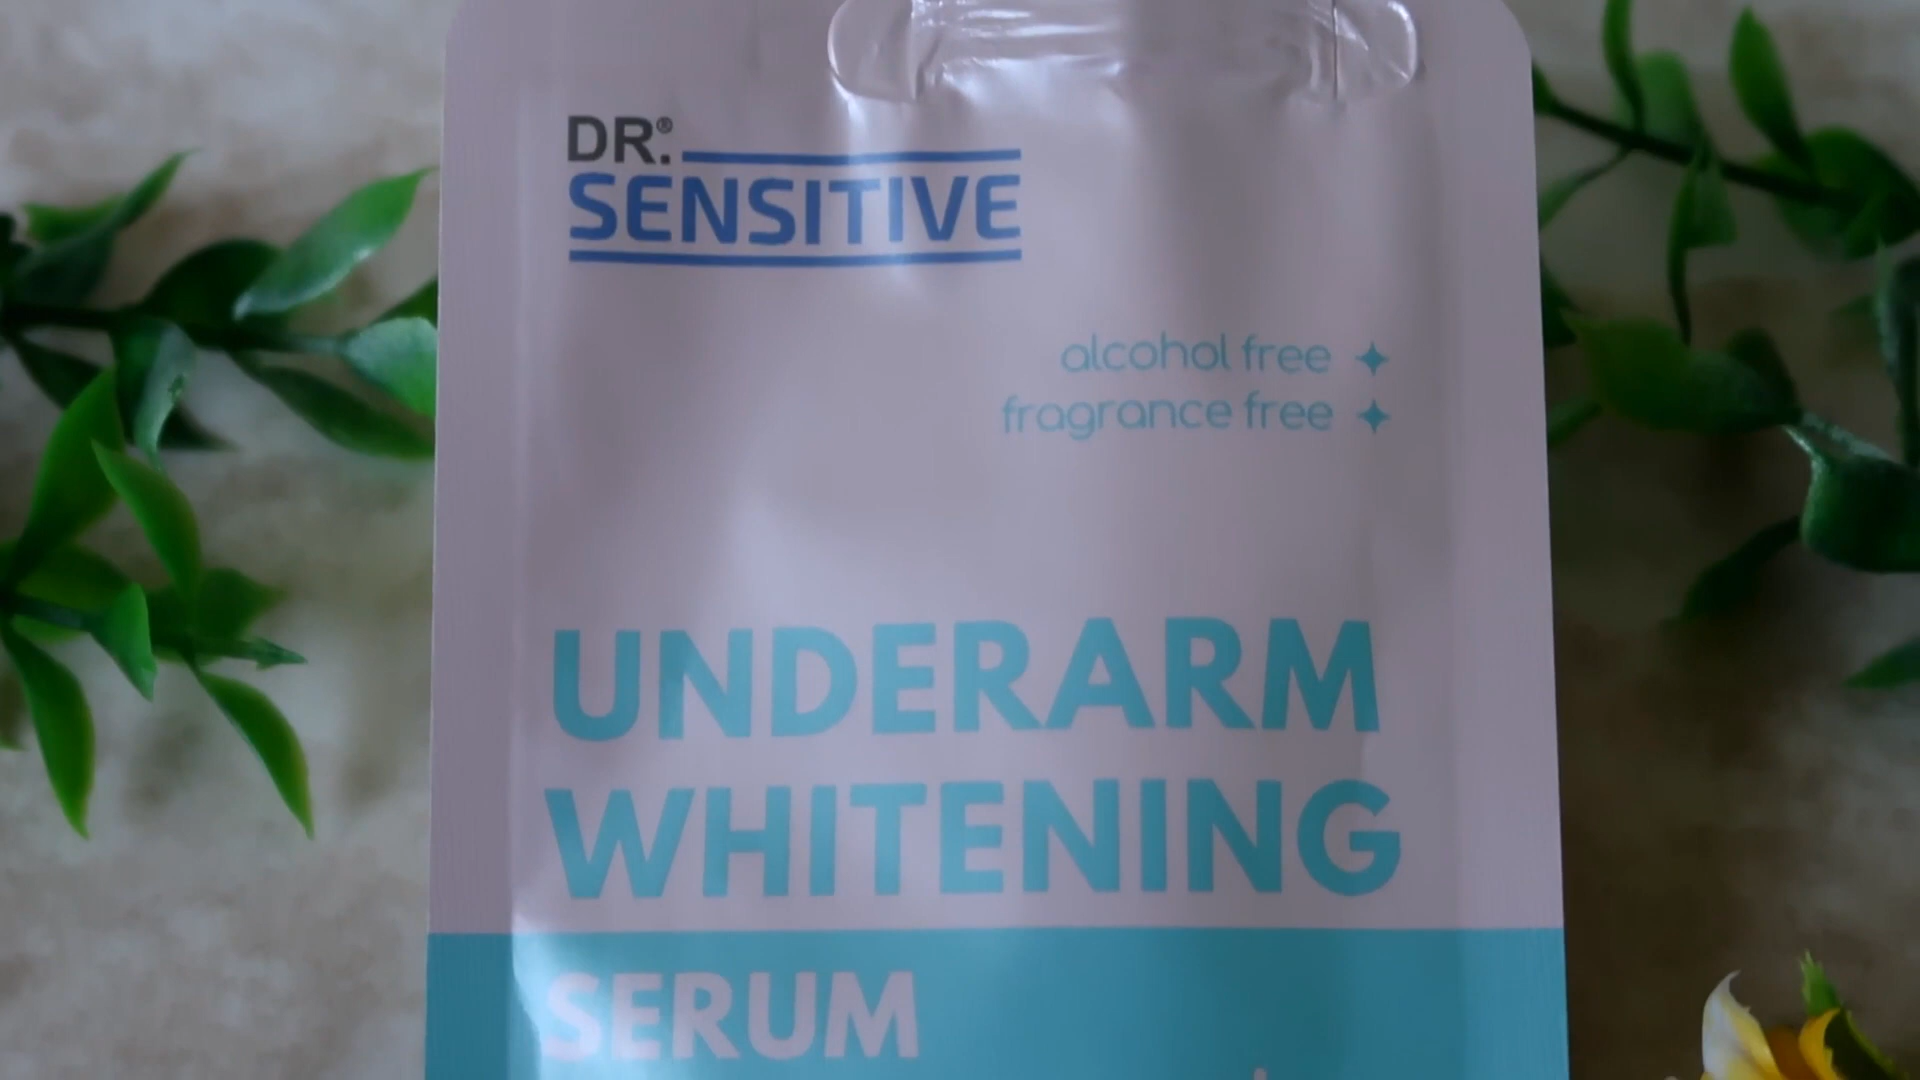 DR.®
SENSITIVE
alcohol free
fragrance free
UNDERARM
WHITENING
SERUM